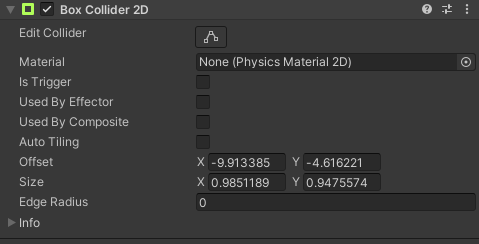 Box Collider 2D
Edit Collider
Material None (Physics Material 2D)
Is Trigger
Used By Effector
Used By Composite
Auto Tiling
Offset X -9.913385 Y -4.616221
Size X 0.9851189 Y 0.9475574
Edge Radius 0
Info